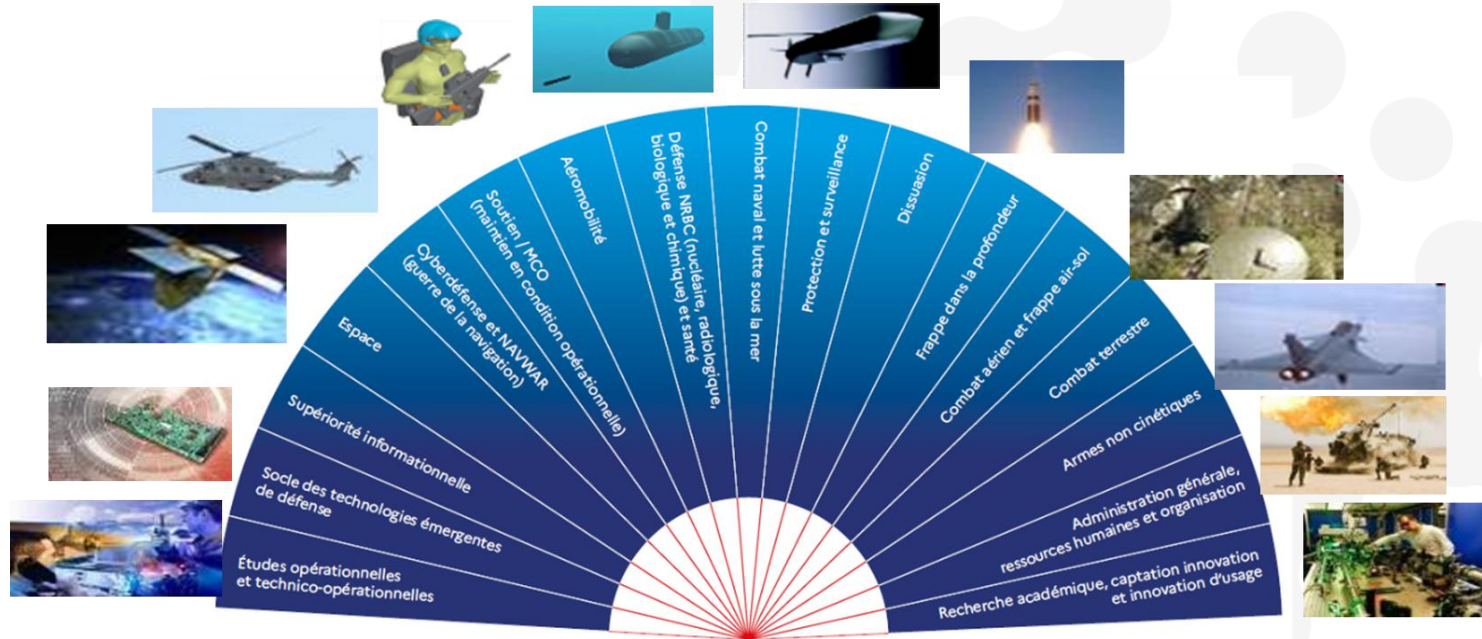 Études opérationnelles
et technico-opérationnelles
Socle des technologies émergentes
de défense
Supériorité informationnelle
Espace
Cyberdéfense et NAVWAR
(guerre de la navigation)
Soutien / MCO
(maintien en condition opérationnelle)
Aéromobilité
Défense NRBC (nucléaire, radiologique,
biologique et chimique) et santé
Combat naval et lutte sous la mer
Protection et surveillance
Dissuasion
Frappe dans la profondeur
Combat aérien et frappe air-sol
Combat terrestre
Armes non cinétiques
Administration générale,
ressources humaines et organisation
Recherche académique, captation innovation
et innovation d'usage